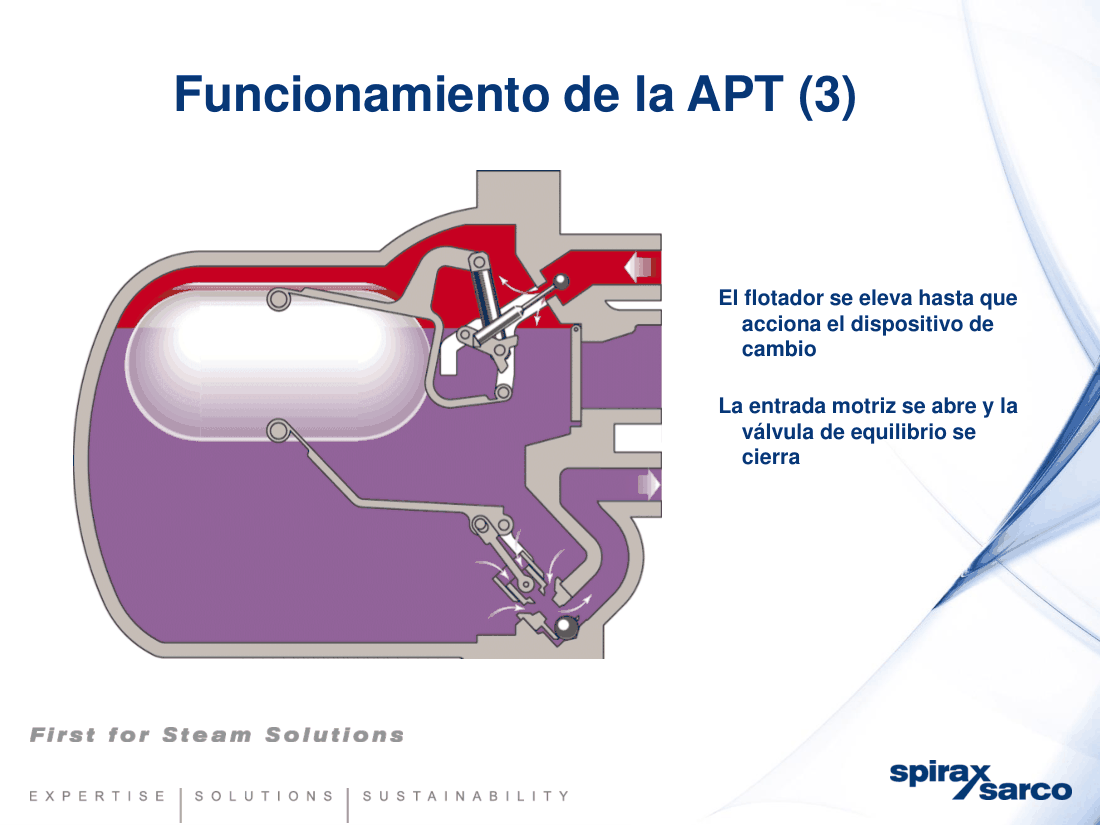 Funcionamiento de la APT (3)
El flotador se eleva hasta que
acciona el dispositivo de
cambio
La entrada motriz se abre y la
válvula de equilibrio se
cierra
First for Steam Solutions
EXPERTISE SOLUTIONS SUSTAINABILITY
spirax
sarco